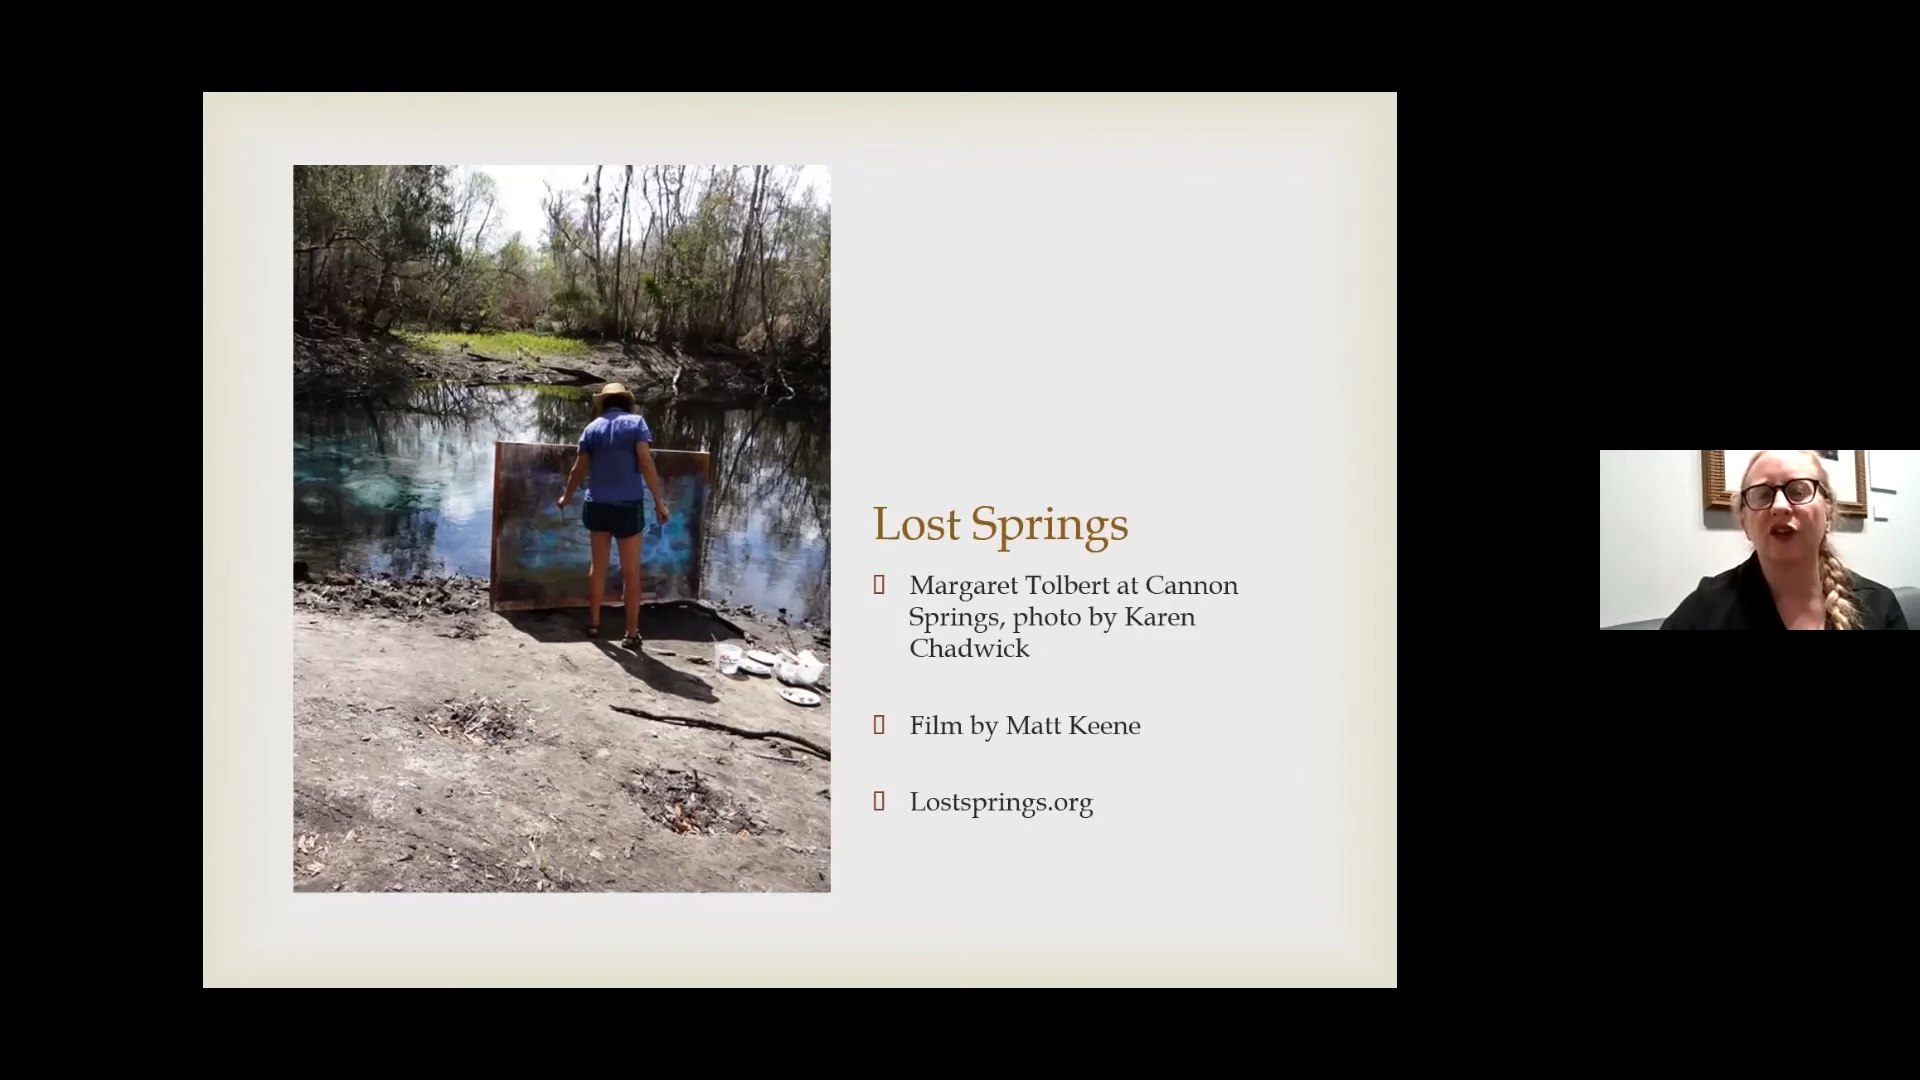 Lost Springs
Margaret Tolbert at Cannon
Springs, photo by Karen
Chadwick
Film by Matt Keene
Lostsprings.org